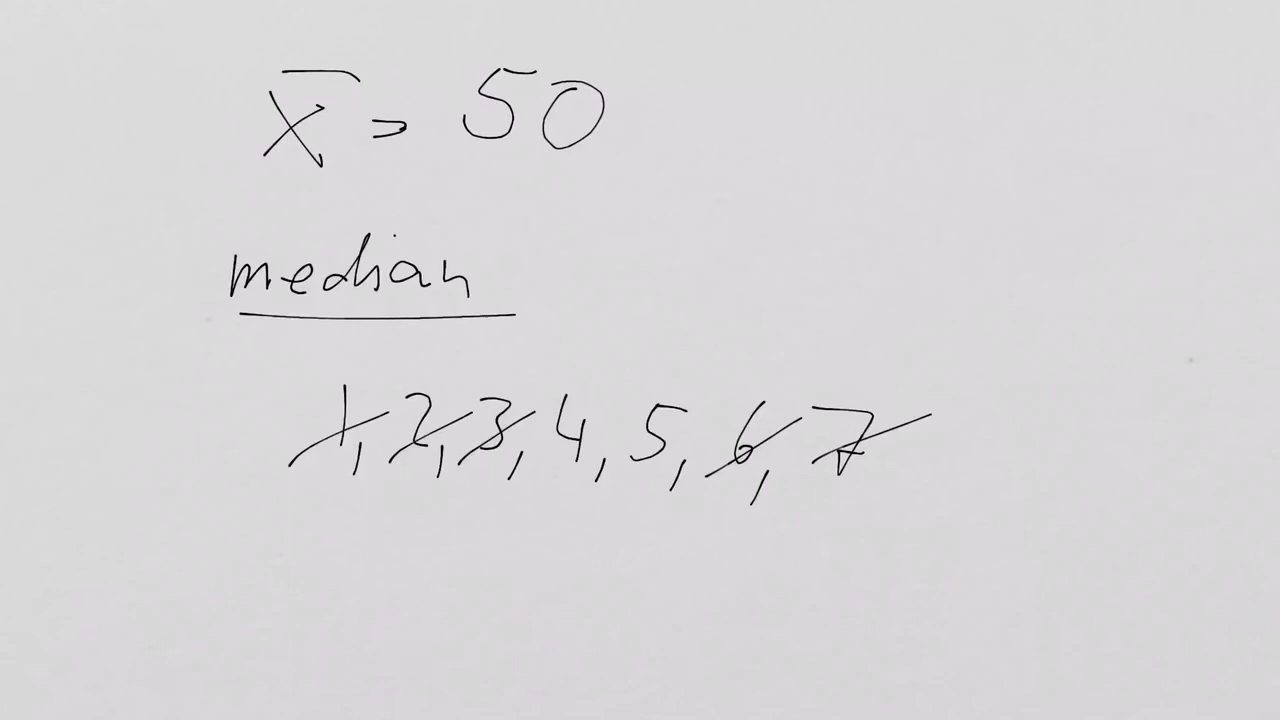 x̄ = 50
median
1, 2, 3, 4, 5, 6, 7